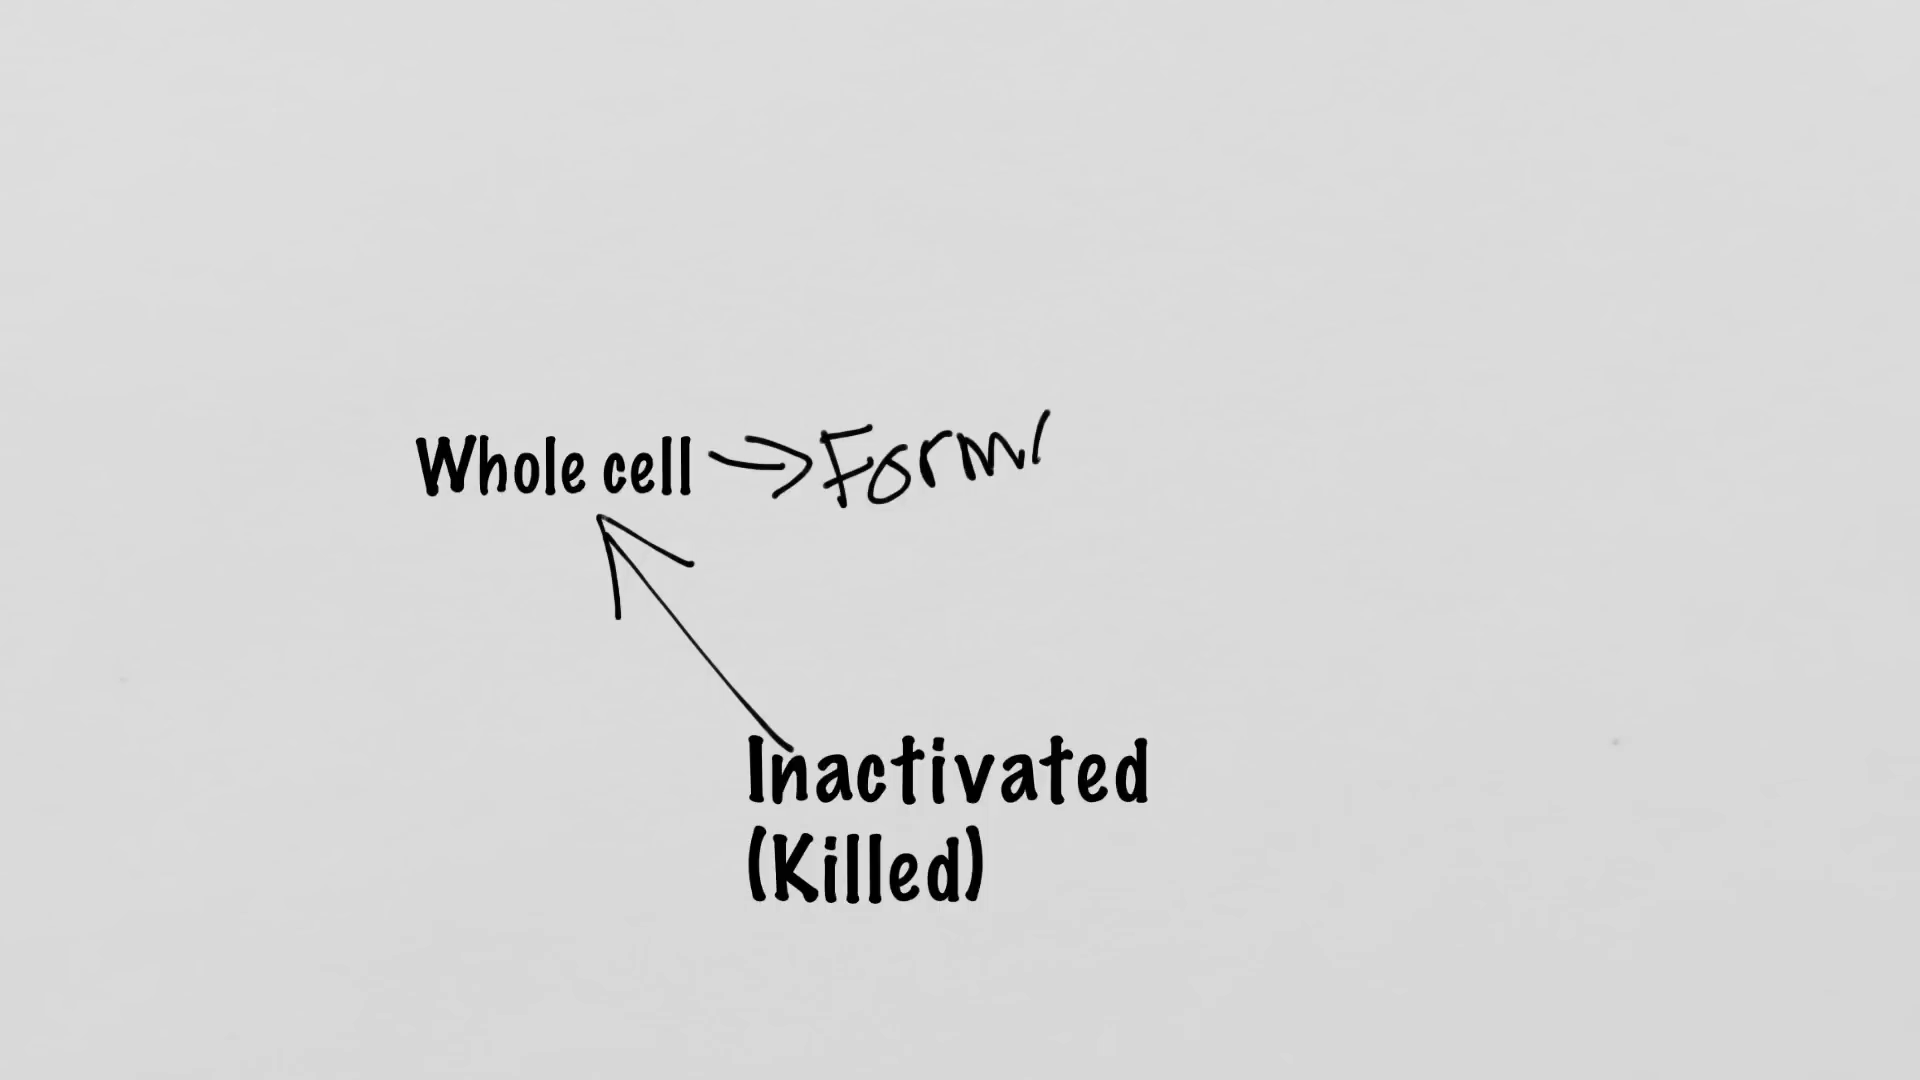 Whole cell → Form
Inactivated
(Killed)